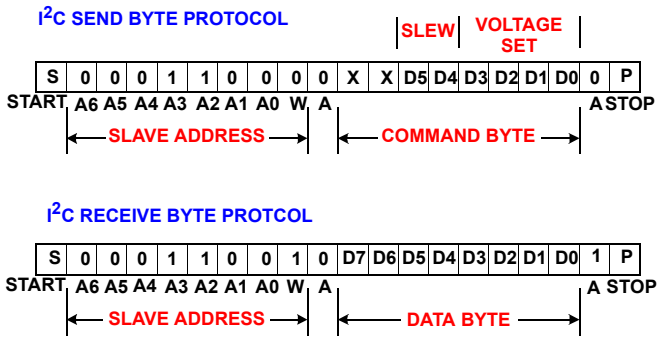 I²C SEND BYTE PROTOCOL
SLEW VOLTAGE SET
S 0 0 0 1 1 0 0 0 0 X X D5 D4 D3 D2 D1 D0 0 P
START A6 A5 A4 A3 A2 A1 A0 W A A STOP
SLAVE ADDRESS COMMAND BYTE
I²C RECEIVE BYTE PROTCOL
S 0 0 0 1 1 0 0 1 0 D7 D6 D5 D4 D3 D2 D1 D0 1 P
START A6 A5 A4 A3 A2 A1 A0 W A A STOP
SLAVE ADDRESS DATA BYTE